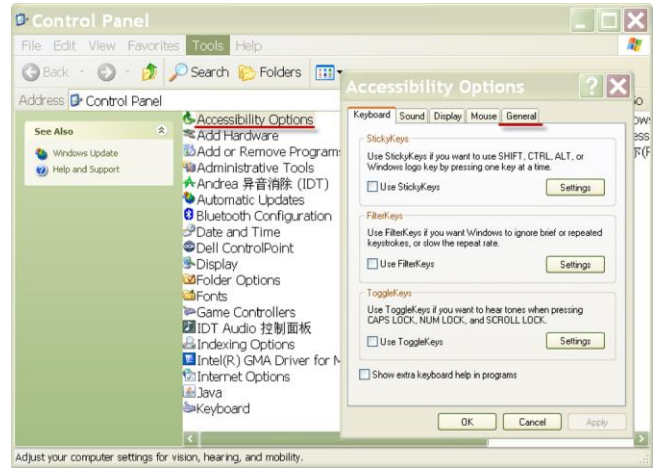 Control Panel
File Edit View Favorites Tools Help
Back Search Folders
Address Control Panel
See Also
Windows Update
Help and Support
Accessibility Options
Add Hardware
Add or Remove Program
Administrative Tools
Andrea 异音消除 (IDT)
Automatic Updates
Bluetooth Configuration
Date and Time
Dell ControlPoint
Display
Folder Options
Fonts
Game Controllers
IDT Audio 控制面板
Indexing Options
Intel(R) GMA Driver for M
Internet Options
Java
Keyboard
Accessibility Options
Keyboard Sound Display Mouse General
StickyKeys
Use StickyKeys if you want to use SHIFT, CTRL, ALT, or
Windows logo key by pressing one key at a time.
Use StickyKeys Settings
FilterKeys
Use FilterKeys if you want Windows to ignore brief or repeated
keystrokes, or slow the repeat rate.
Use FilterKeys Settings
ToggleKeys
Use ToggleKeys if you want to hear tones when pressing
CAPS LOCK, NUM LOCK, and SCROLL LOCK.
Use ToggleKeys Settings
Show extra keyboard help in programs
OK Cancel Apply
Adjust your computer settings for vision, hearing, and mobility.